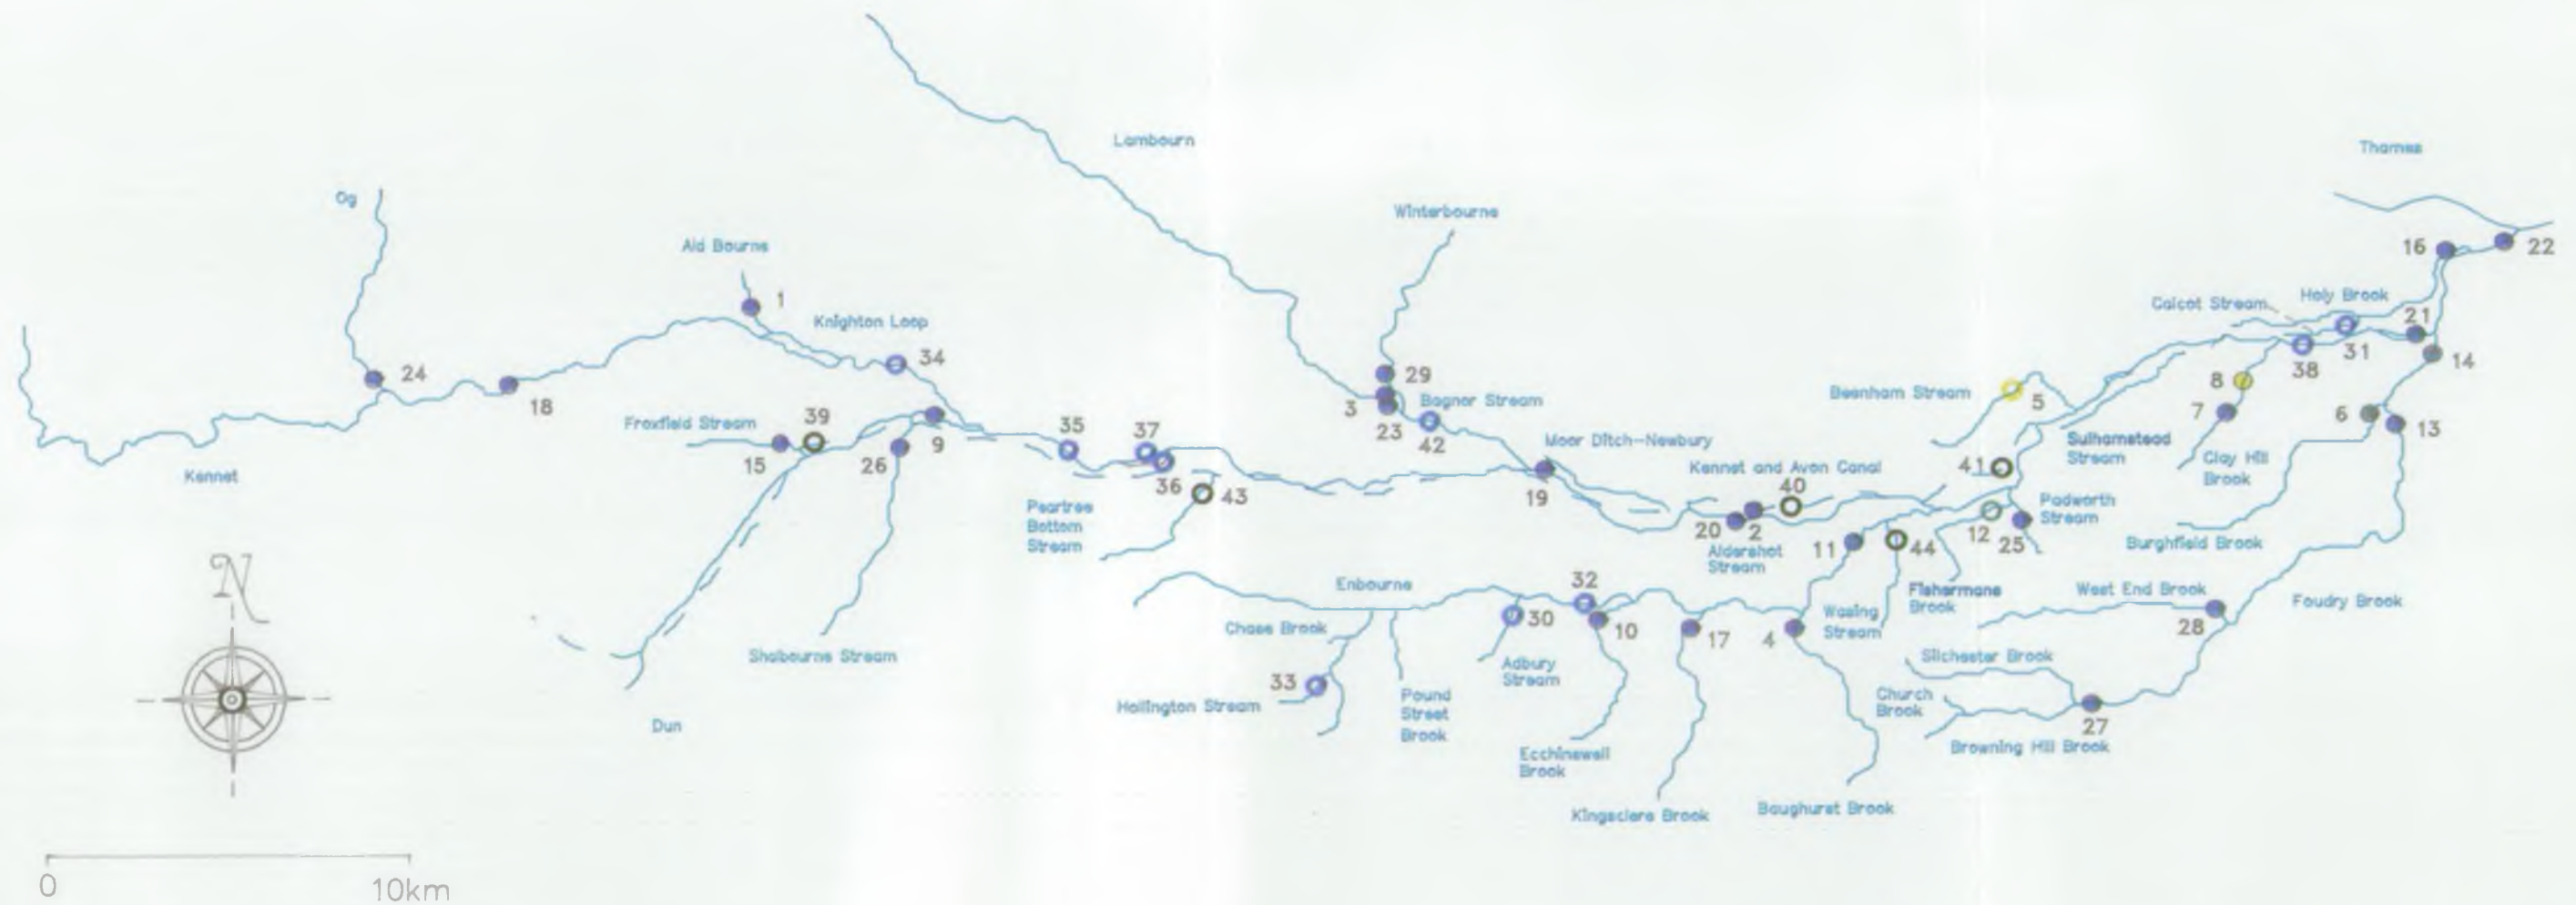 Thames
Lambourn
Og
Winterbourne
Ald Bourne
16
22
1
Knighton Loop
Calcot Stream
Holy Brook
21
34
31
14
38
24
18
29
3
Bagnor Stream
23
42
8
7
Beenham Stream
5
6
13
39
Froxfield Stream
15
26
9
35
37
36
43
Moor Ditch-Newbury
19
Kennet and Avon Canal
40
41
Sulhamstead
Stream
Clay Hill
Brook
Kennet
Peartree
Bottom
Stream
20
2
Aldershot
Stream
11
44
12
25
Padworth
Stream
Burghfield Brook
N
Enbourne
32
30
10
17
4
Wasing
Stream
Fishermans
Brook
West End Brook
28
Foudry Brook
Chase Brook
Shalbourne Stream
Adbury
Stream
Silchester Brook
33
Hollington Stream
Pound
Street
Brook
Church
Brook
27
Dun
Ecchinswell
Brook
Browning Hill Brook
Kingsclere Brook
Baughurst Brook
0
10km